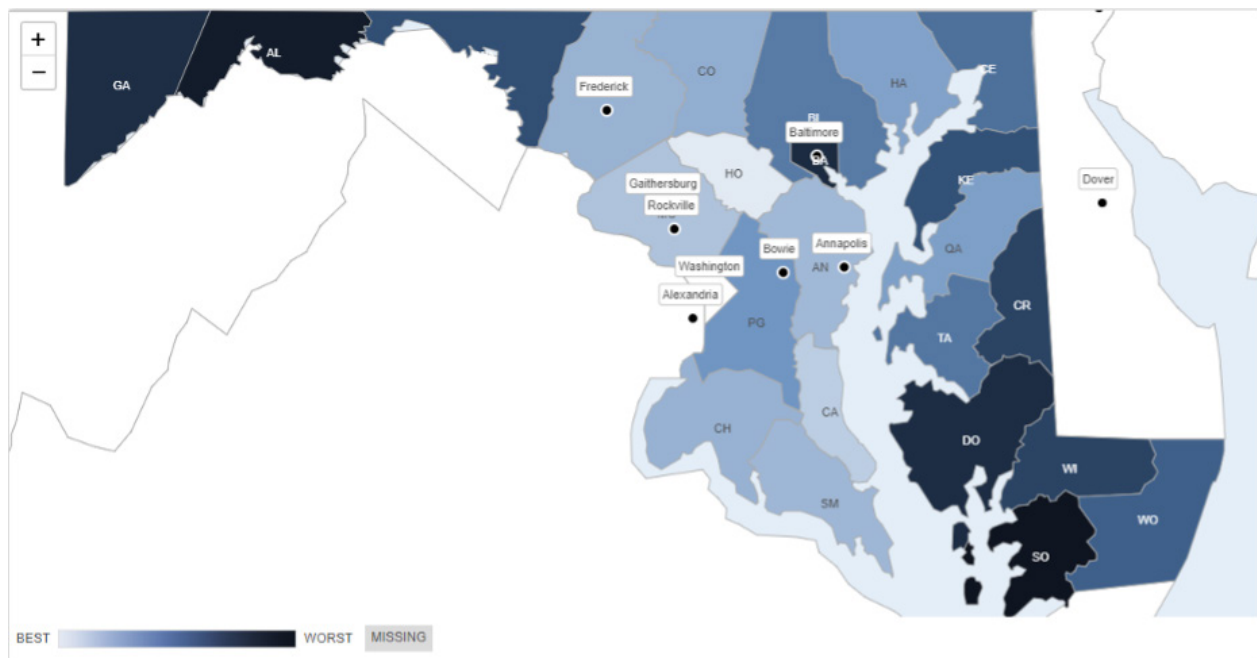 +
−
GA
AL
CO
HA
CE
Frederick
BL
Baltimore
BA
HO
KE
Dover
Gaithersburg
Rockville
QA
Bowie
Annapolis
AN
Washington
Alexandria
PG
CR
TA
CA
CH
DO
WI
SM
WO
SO
BEST
WORST
MISSING